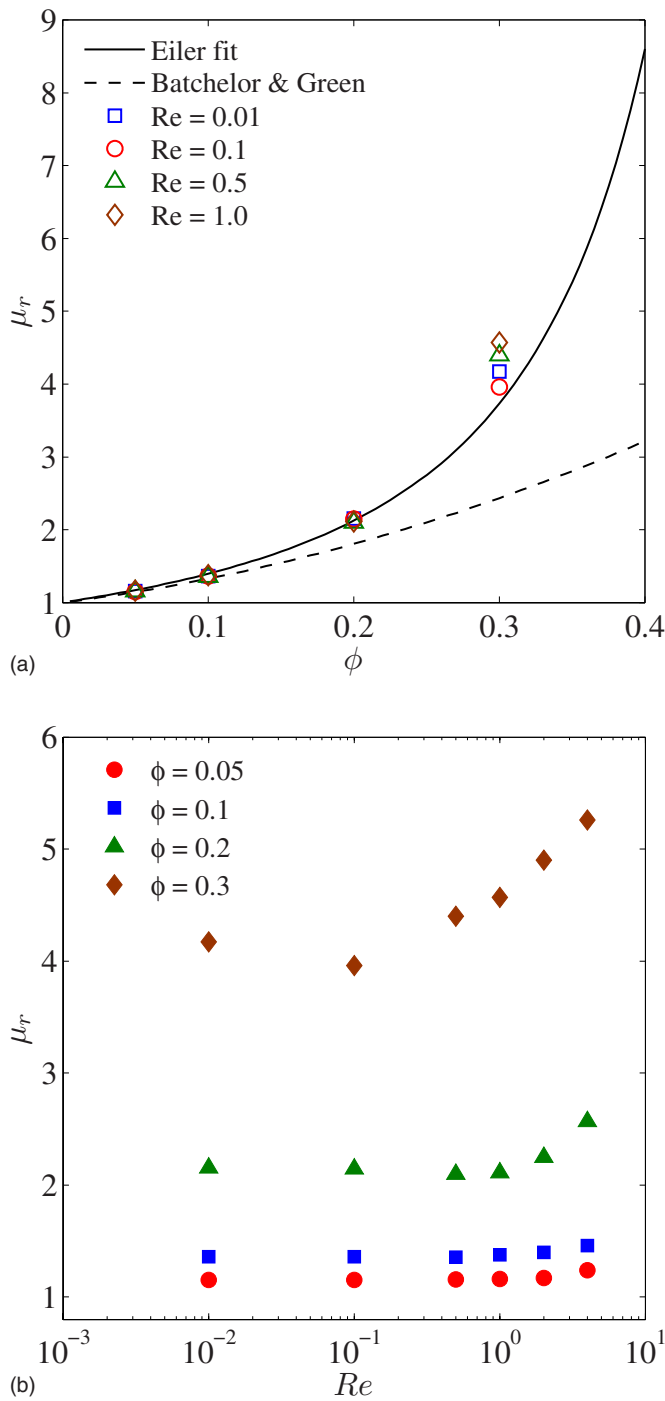 9
8
7
6
5
4
3
2
1
μr
Eiler fit
Batchelor & Green
Re = 0.01
Re = 0.1
Re = 0.5
Re = 1.0
0 0.1 0.2 0.3 0.4
ϕ
(a)
6
5
4
3
2
1
μr
ϕ = 0.05
ϕ = 0.1
ϕ = 0.2
ϕ = 0.3
10⁻³ 10⁻² 10⁻¹ 10⁰ 10¹
Re
(b)